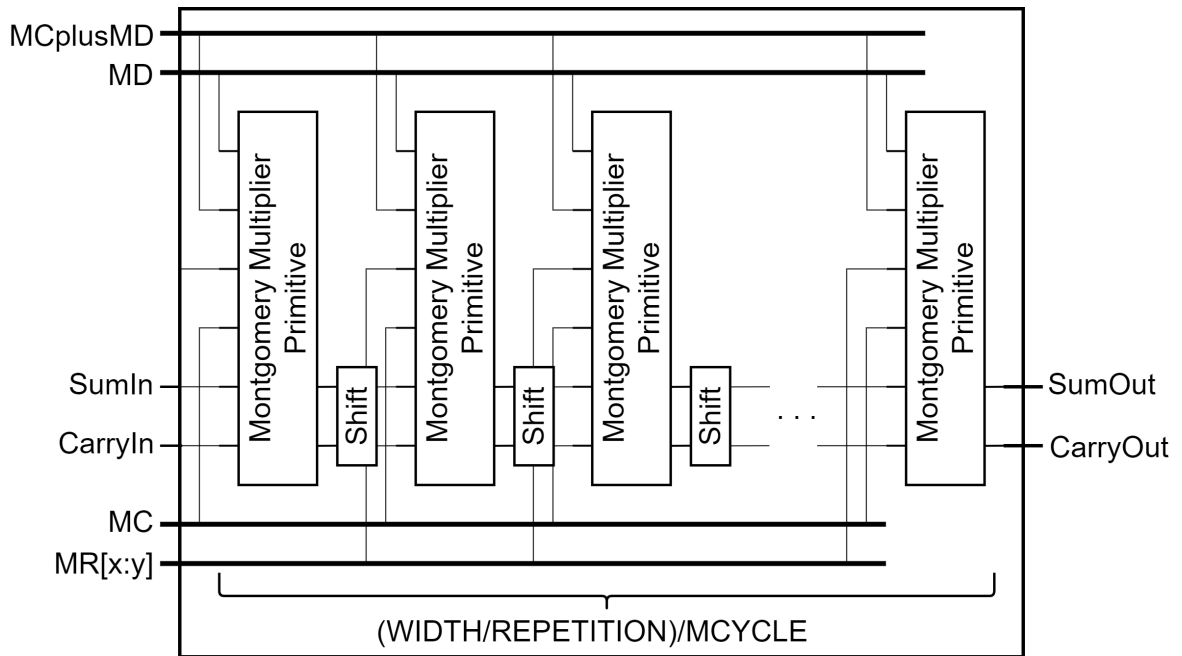 MCplusMD
MD
Montgomery Multiplier
Primitive
Montgomery Multiplier
Primitive
Montgomery Multiplier
Primitive
Montgomery Multiplier
Primitive
Shift
Shift
Shift
SumIn
CarryIn
. . .
SumOut
CarryOut
MC
MR[x:y]
(WIDTH/REPETITION)/MCYCLE